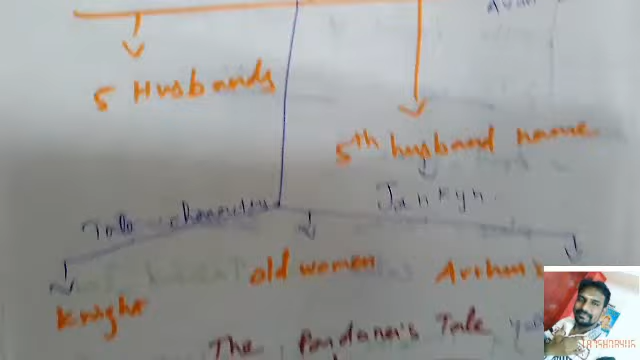 5 Husbands
5th husband name
Jankyn.
Tale characters
Knight
old women
Arthur's
The Pardoner's Tale